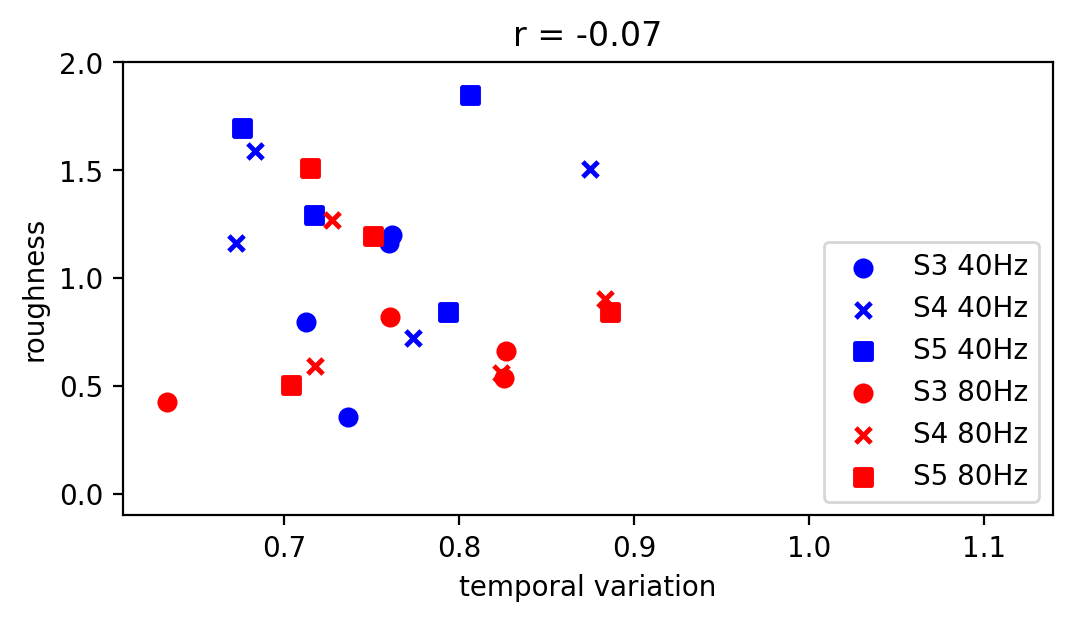 r = -0.07
roughness
2.0
1.5
1.0
0.5
0.0
S3 40Hz
S4 40Hz
S5 40Hz
S3 80Hz
S4 80Hz
S5 80Hz
0.7 0.8 0.9 1.0 1.1
temporal variation